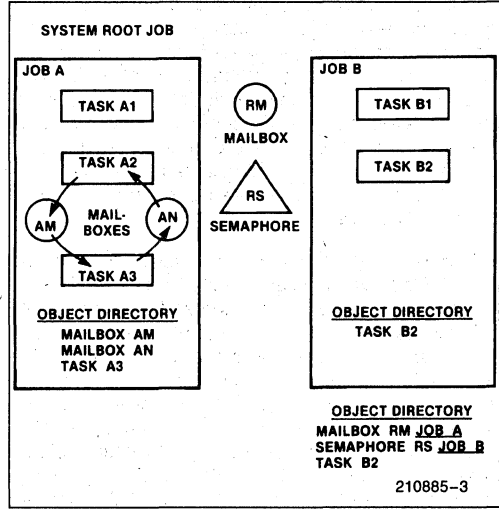 SYSTEM ROOT JOB
JOB A
TASK A1
TASK A2
AM
MAIL-
BOXES
AN
TASK A3
OBJECT DIRECTORY
MAILBOX AM
MAILBOX AN
TASK A3
RM
MAILBOX
RS
SEMAPHORE
JOB B
TASK B1
TASK B2
OBJECT DIRECTORY
TASK B2
OBJECT DIRECTORY
MAILBOX RM JOB A
SEMAPHORE RS JOB B
TASK B2
210885-3